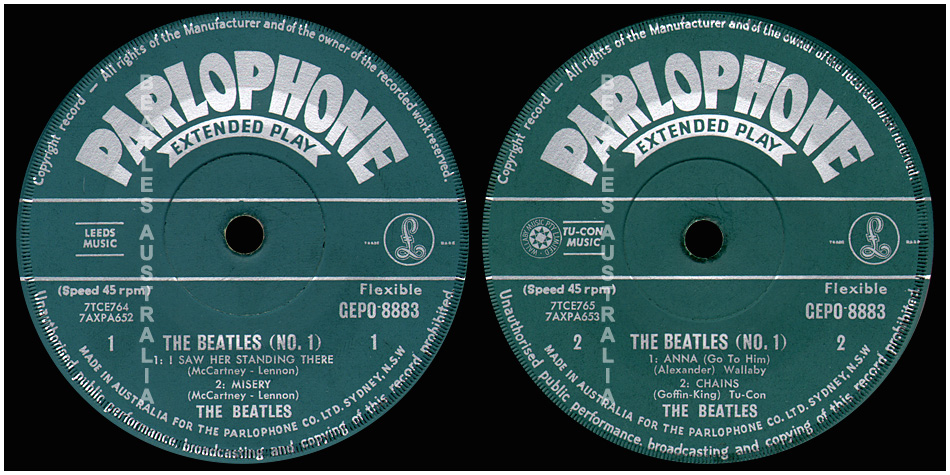 Copyright record — All rights of the Manufacturer and of the owner of the recorded work reserved.
PARLOPHONE
EXTENDED PLAY
BEATLES AUSTRALIA
LEEDS
MUSIC
TRADE £ MARK
(Speed 45 rpm)
Flexible
7TCE764
7AXPA652
GEPO-8883
1 THE BEATLES (NO. 1) 1
1: I SAW HER STANDING THERE
(McCartney - Lennon)
2: MISERY
(McCartney - Lennon)
THE BEATLES
MADE IN AUSTRALIA FOR THE PARLOPHONE CO. LTD. SYDNEY, N.S.W
Unauthorised public performance, broadcasting and copying of this record prohibited
Copyright record — All rights of the Manufacturer and of the owner of the recorded work reserved.
PARLOPHONE
EXTENDED PLAY
BEATLES AUSTRALIA
TU-CON
MUSIC
TRADE £ MARK
(Speed 45 rpm)
Flexible
7TCE765
7AXPA653
GEPO-8883
2 THE BEATLES (NO. 1) 2
1: ANNA (Go To Him)
(Alexander) Wallaby
2: CHAINS
(Goffin-King) Tu-Con
THE BEATLES
MADE IN AUSTRALIA FOR THE PARLOPHONE CO. LTD. SYDNEY, N.S.W
Unauthorised public performance, broadcasting and copying of this record prohibited